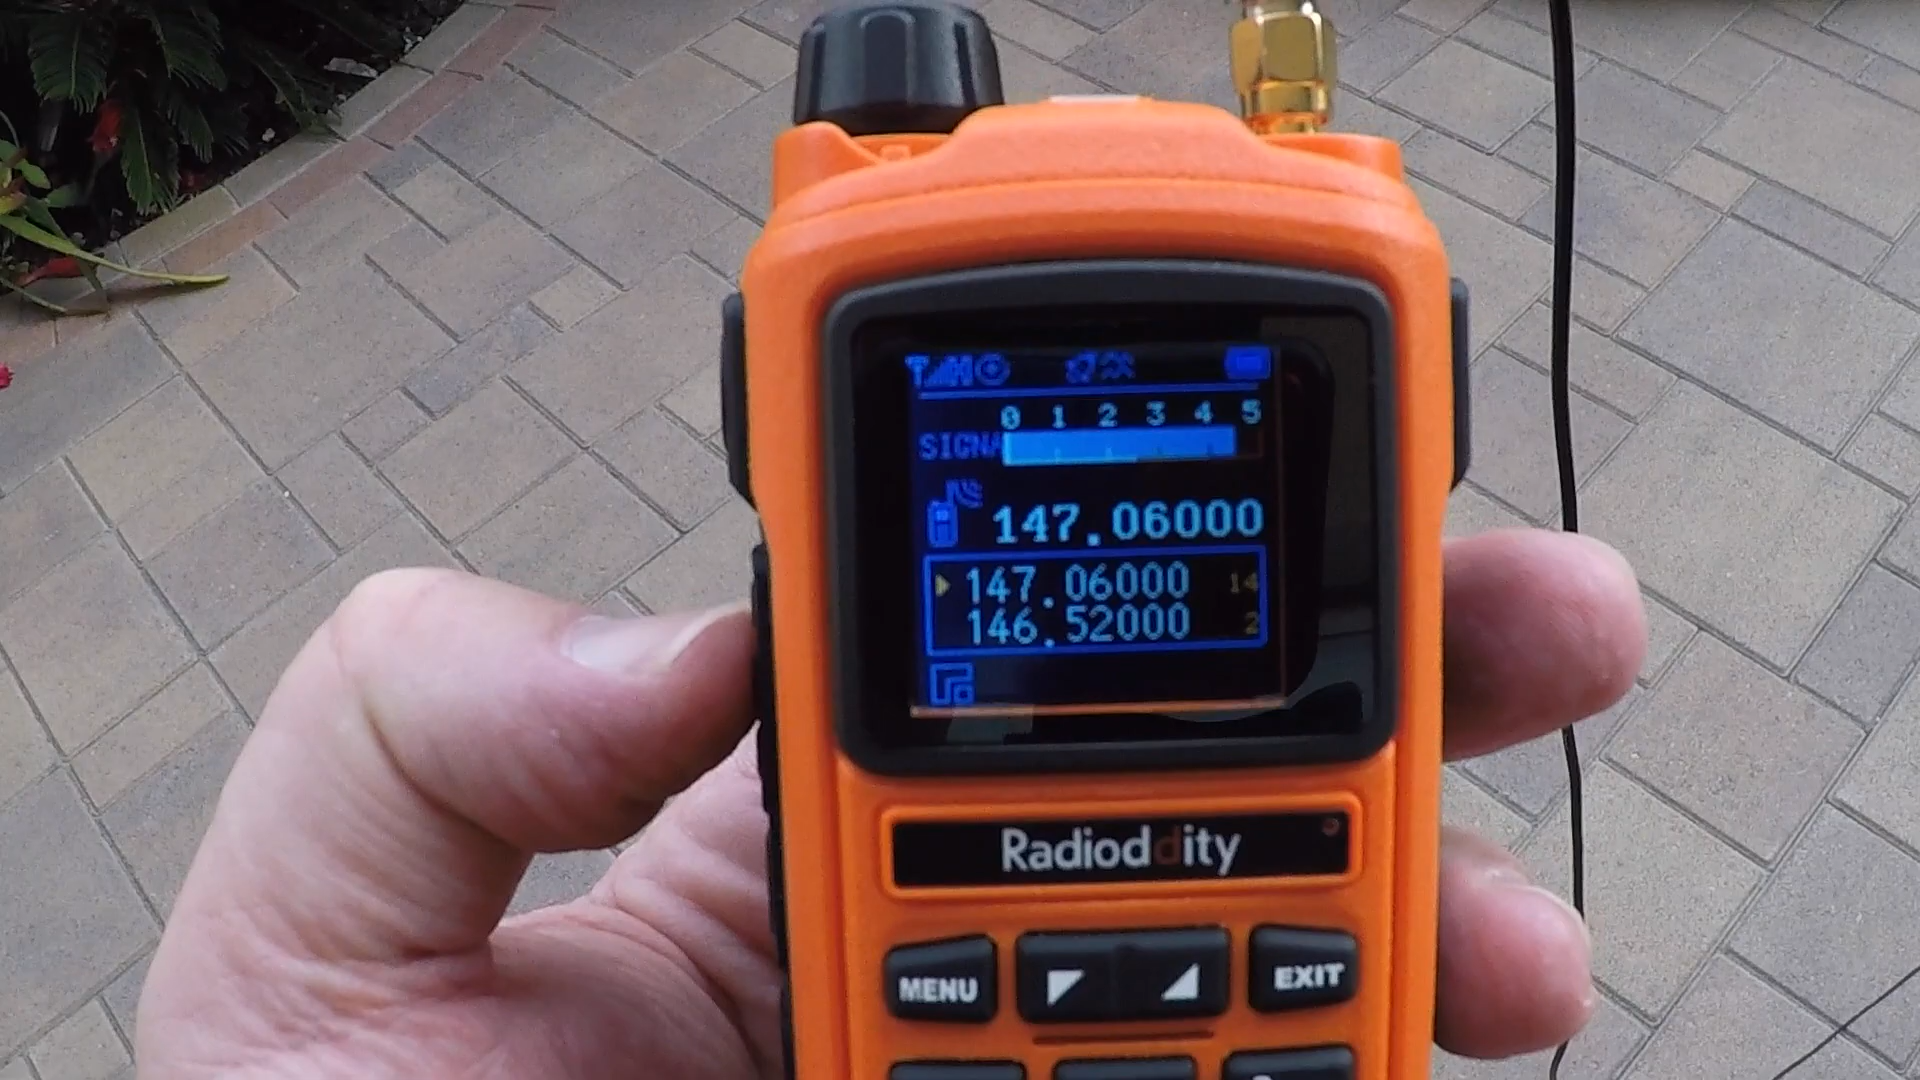 0 1 2 3 4 5
SIGNA
147.06000
147.06000 14
146.52000 2
Radioddity
MENU EXIT